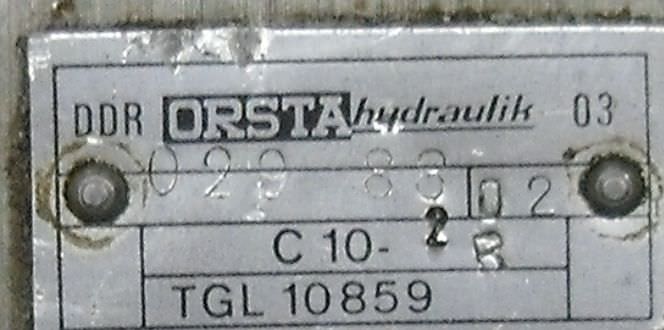 DDR ORSTA hydraulik 03
029 88 02
C 10-2 R
TGL 10859